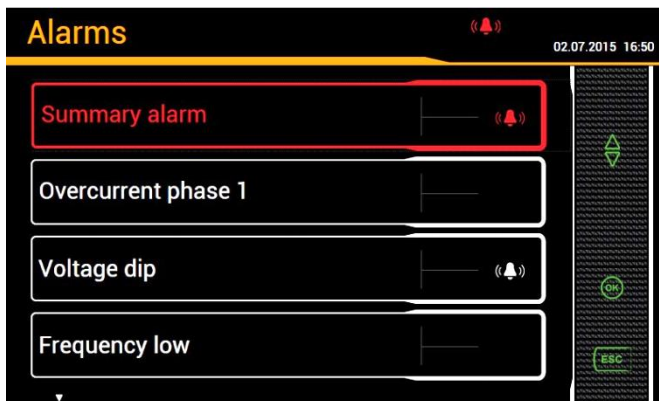 Alarms
02.07.2015 16:50
Summary alarm
Overcurrent phase 1
Voltage dip
OK
Frequency low
ESC